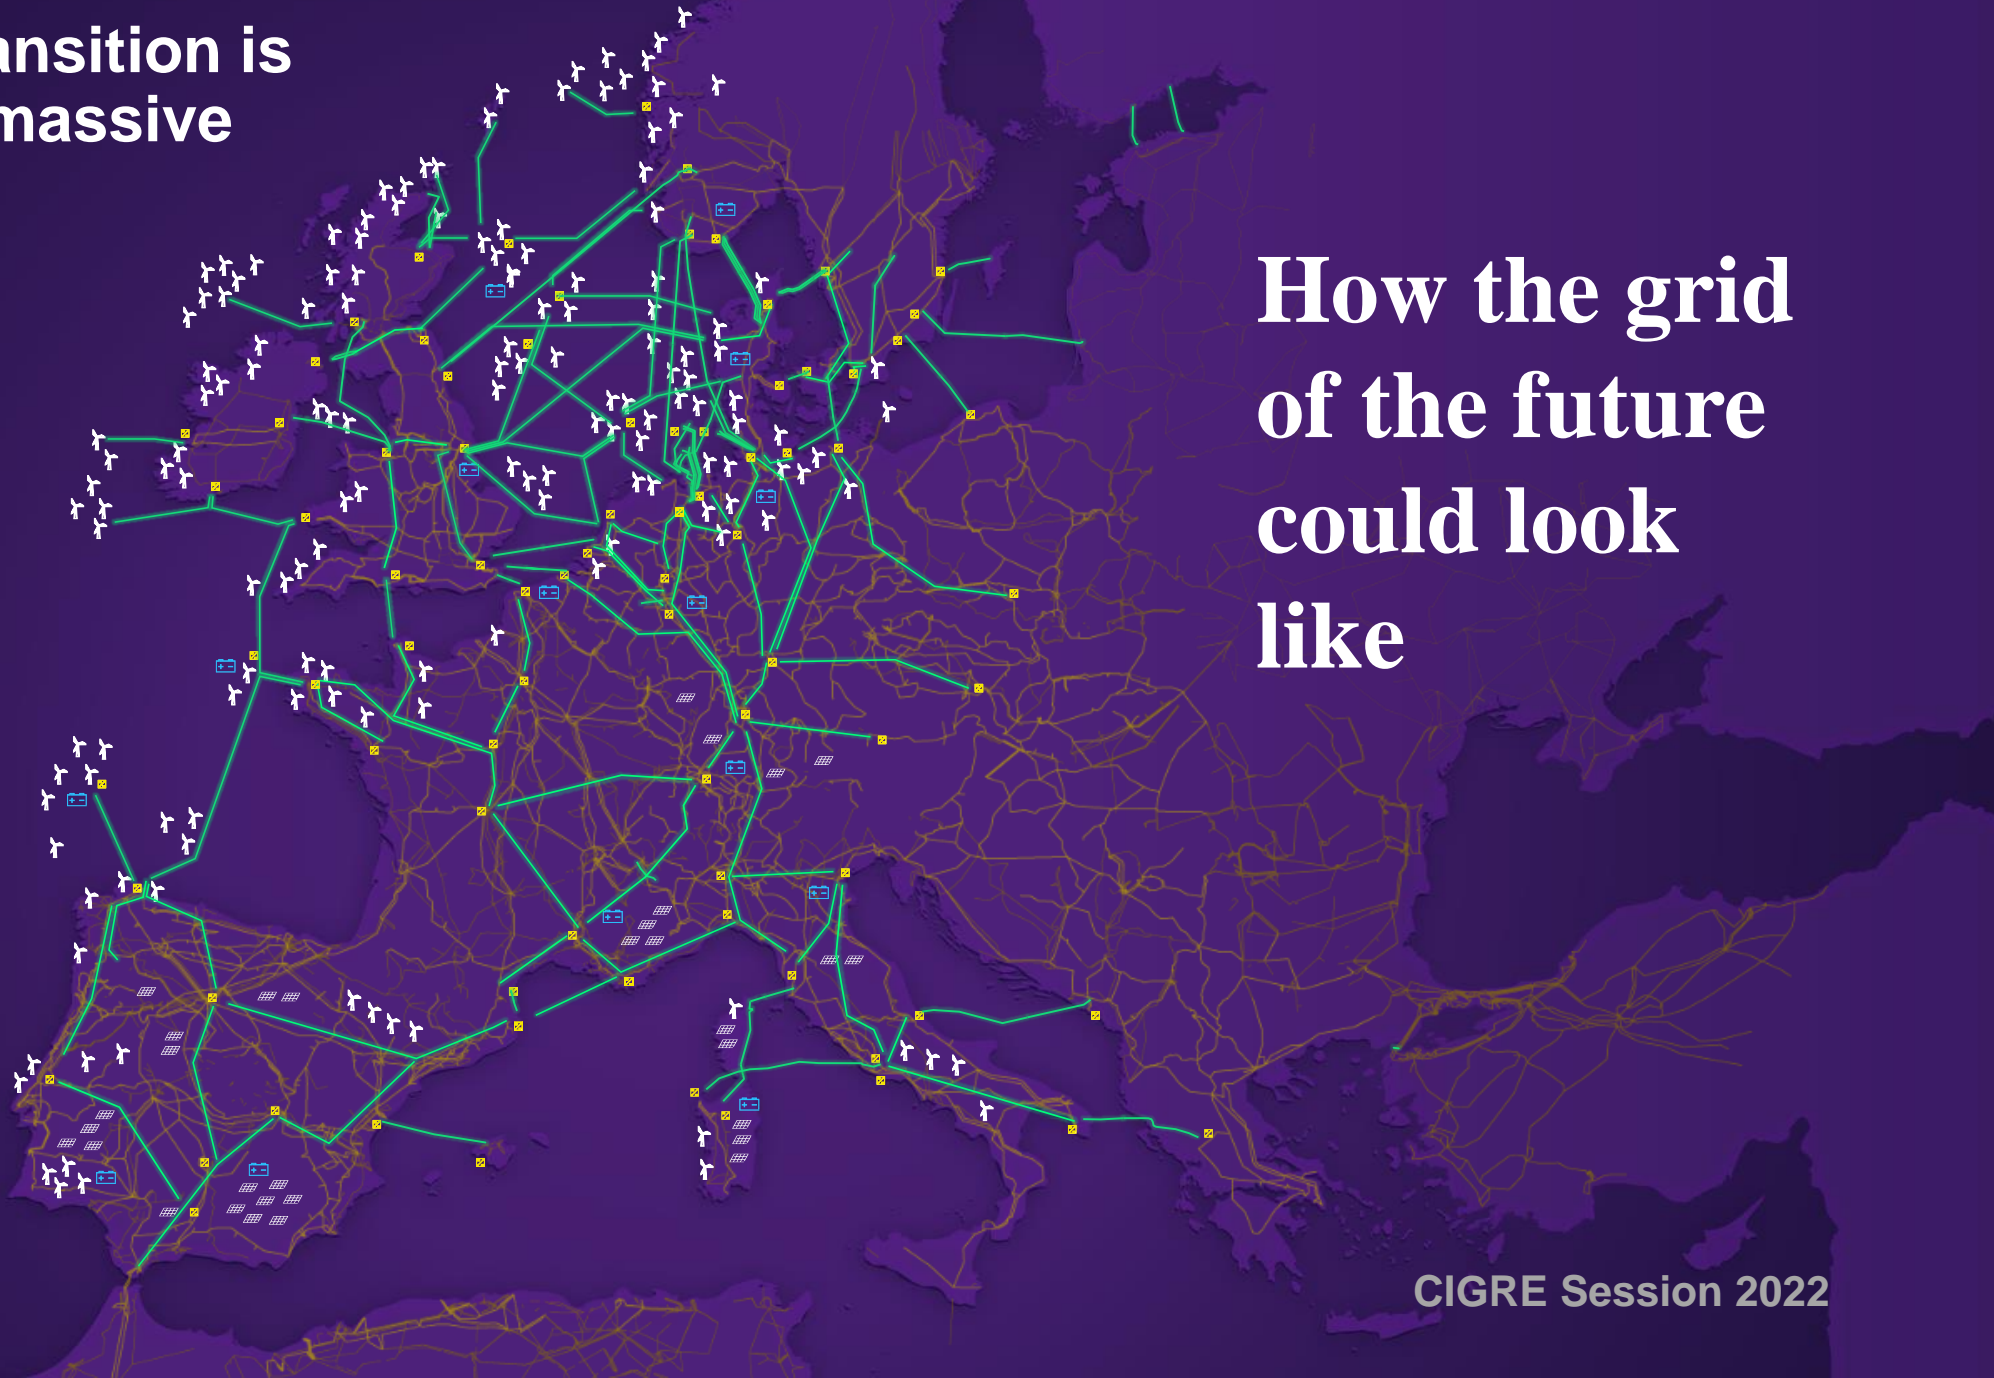 ansition is
massive
How the grid
of the future
could look
like
CIGRE Session 2022